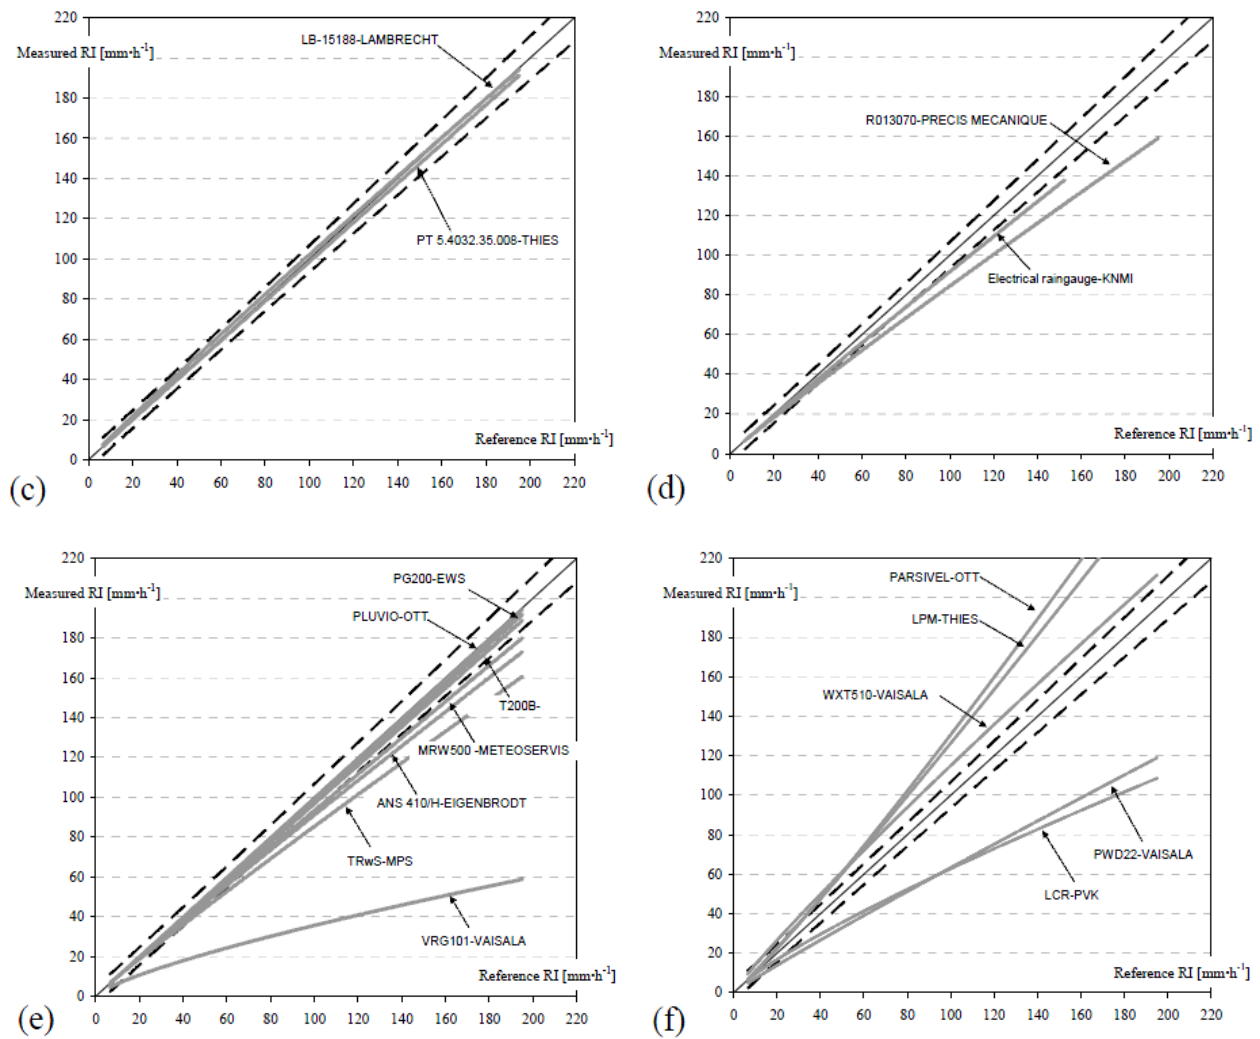 220
Measured RI [mm·h⁻¹]
LB-15188-LAMBRECHT
180
160
140
PT 5.4032.35.008-THIES
120
100
80
60
40
20
Reference RI [mm·h⁻¹]
0
0 20 40 60 80 100 120 140 160 180 200 220
(c)
220
Measured RI [mm·h⁻¹]
180
R013070-PRECIS MECANIQUE
160
140
120
Electrical raingauge-KNMI
100
80
60
40
20
Reference RI [mm·h⁻¹]
0
0 20 40 60 80 100 120 140 160 180 200 220
(d)
220
PG200-EWS
Measured RI [mm·h⁻¹]
PLUVIO-OTT
180
160
T200B-
140
MRW500 -METEOSERVIS
120
100
ANS 410/H-EIGENBRODT
80
TRwS-MPS
60
40
VRG101-VAISALA
20
Reference RI [mm·h⁻¹]
0
0 20 40 60 80 100 120 140 160 180 200 220
(e)
220
PARSIVEL-OTT
Measured RI [mm·h⁻¹]
LPM-THIES
180
160
WXT510-VAISALA
140
120
100
80
PWD22-VAISALA
60
LCR-PVK
40
20
Reference RI [mm·h⁻¹]
0
0 20 40 60 80 100 120 140 160 180 200 220
(f)